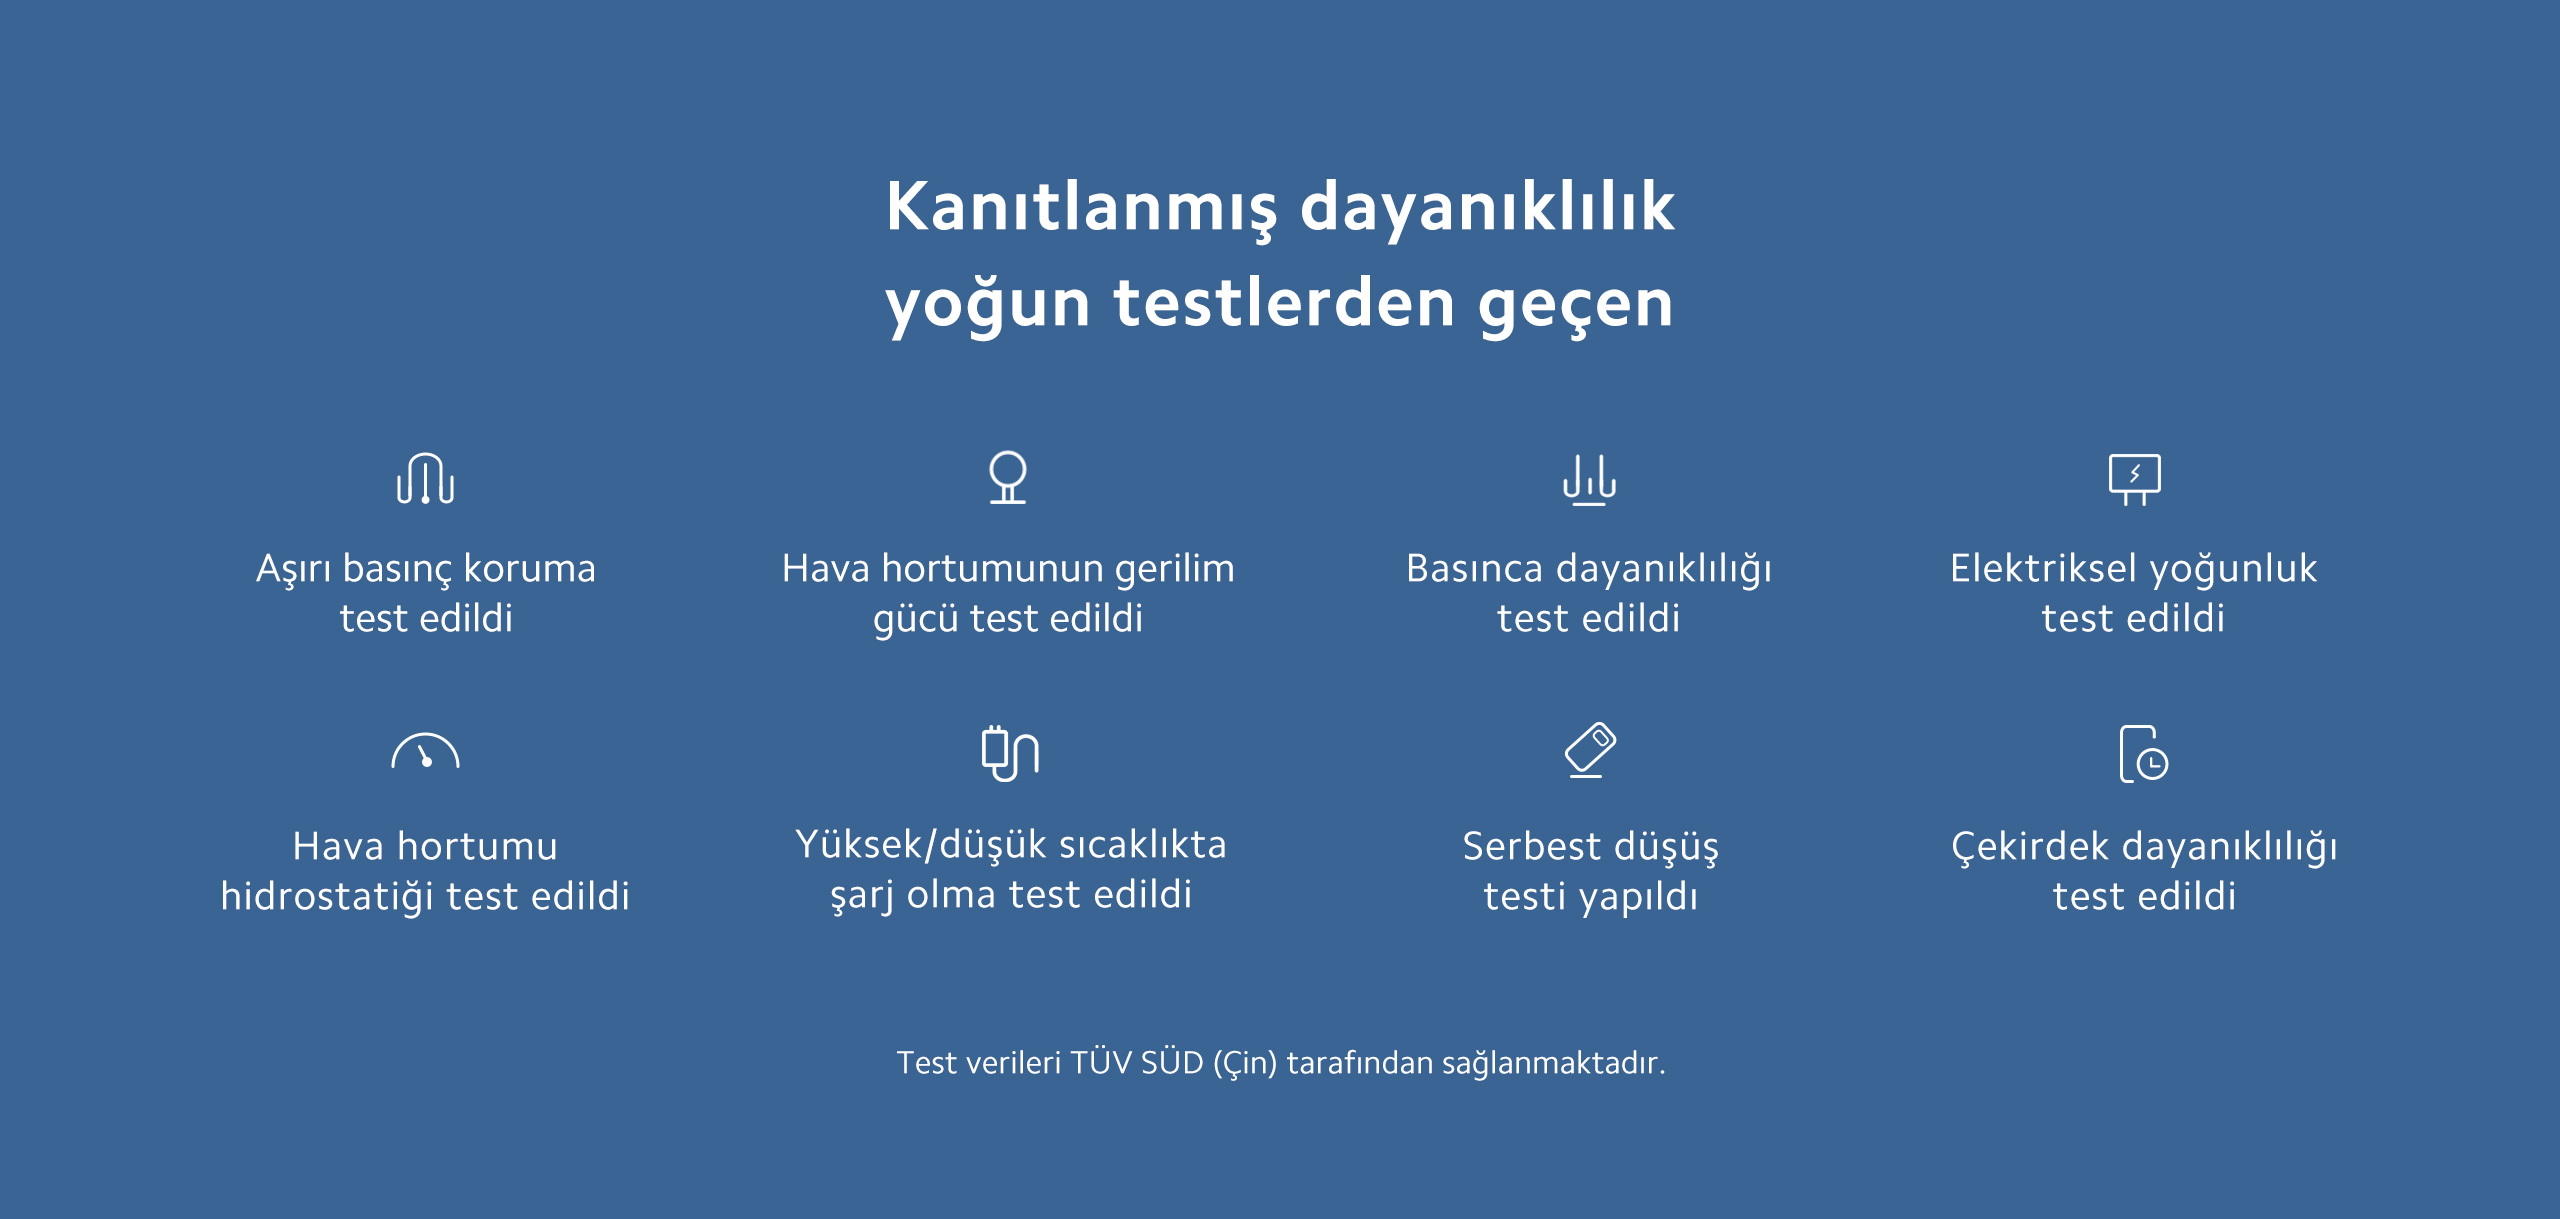 Kanıtlanmış dayanıklılık
yoğun testlerden geçen
Aşırı basınç koruma
test edildi
Hava hortumunun gerilim
gücü test edildi
Basınca dayanıklılığı
test edildi
Elektriksel yoğunluk
test edildi
Hava hortumu
hidrostatiği test edildi
Yüksek/düşük sıcaklıkta
şarj olma test edildi
Serbest düşüş
testi yapıldı
Çekirdek dayanıklılığı
test edildi
Test verileri TÜV SÜD (Çin) tarafından sağlanmaktadır.